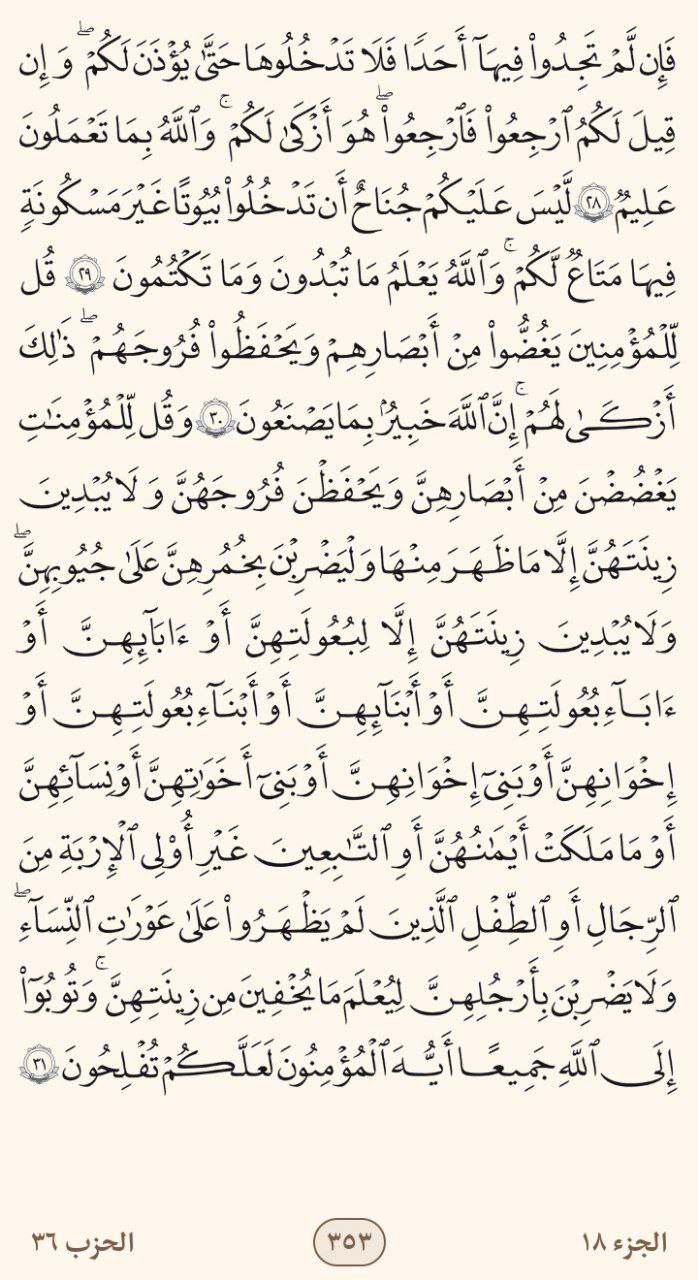 فَإِن لَّمْ تَجِدُوا۟ فِيهَآ أَحَدًۭا فَلَا تَدْخُلُوهَا حَتَّىٰ يُؤْذَنَ لَكُمْ ۖ وَإِن
قِيلَ لَكُمُ ٱرْجِعُوا۟ فَٱرْجِعُوا۟ ۖ هُوَ أَزْكَىٰ لَكُمْ ۚ وَٱللَّهُ بِمَا تَعْمَلُونَ
عَلِيمٌۭ ٢٨ لَّيْسَ عَلَيْكُمْ جُنَاحٌ أَن تَدْخُلُوا۟ بُيُوتًا غَيْرَ مَسْكُونَةٍۢ
فِيهَا مَتَـٰعٌۭ لَّكُمْ ۚ وَٱللَّهُ يَعْلَمُ مَا تُبْدُونَ وَمَا تَكْتُمُونَ ٢٩ قُل
لِّلْمُؤْمِنِينَ يَغُضُّوا۟ مِنْ أَبْصَـٰرِهِمْ وَيَحْفَظُوا۟ فُرُوجَهُمْ ۖ ذَٰلِكَ
أَزْكَىٰ لَهُمْ ۚ إِنَّ ٱللَّهَ خَبِيرٌۢ بِمَا يَصْنَعُونَ ٣٠ وَقُل لِّلْمُؤْمِنَـٰتِ
يَغْضُضْنَ مِنْ أَبْصَـٰرِهِنَّ وَيَحْفَظْنَ فُرُوجَهُنَّ وَلَا يُبْدِينَ
زِينَتَهُنَّ إِلَّا مَا ظَهَرَ مِنْهَا وَلْيَضْرِبْنَ بِخُمُرِهِنَّ عَلَىٰ جُيُوبِهِنَّ ۖ
وَلَا يُبْدِينَ زِينَتَهُنَّ إِلَّا لِبُعُولَتِهِنَّ أَوْ ءَابَآئِهِنَّ أَوْ
ءَابَآءِ بُعُولَتِهِنَّ أَوْ أَبْنَآئِهِنَّ أَوْ أَبْنَآءِ بُعُولَتِهِنَّ أَوْ
إِخْوَٰنِهِنَّ أَوْ بَنِىٓ إِخْوَٰنِهِنَّ أَوْ بَنِىٓ أَخَوَٰتِهِنَّ أَوْ نِسَآئِهِنَّ
أَوْ مَا مَلَكَتْ أَيْمَـٰنُهُنَّ أَوِ ٱلتَّـٰبِعِينَ غَيْرِ أُو۟لِى ٱلْإِرْبَةِ مِنَ
ٱلرِّجَالِ أَوِ ٱلطِّفْلِ ٱلَّذِينَ لَمْ يَظْهَرُوا۟ عَلَىٰ عَوْرَٰتِ ٱلنِّسَآءِ ۖ
وَلَا يَضْرِبْنَ بِأَرْجُلِهِنَّ لِيُعْلَمَ مَا يُخْفِينَ مِن زِينَتِهِنَّ ۚ وَتُوبُوٓا۟
إِلَى ٱللَّهِ جَمِيعًا أَيُّهَ ٱلْمُؤْمِنُونَ لَعَلَّكُمْ تُفْلِحُونَ ٣١
الجزء ١٨ ٣٥٣ الحزب ٣٦